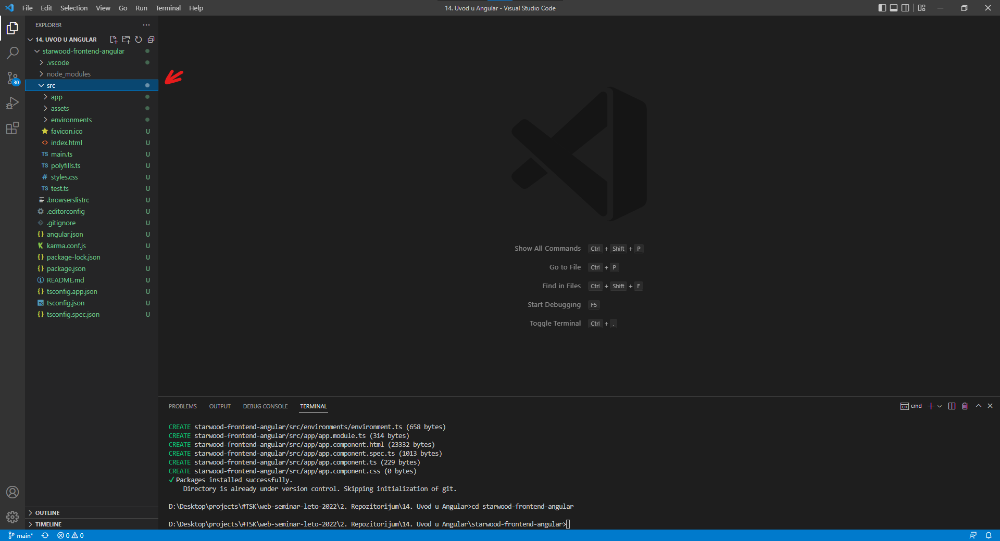 File Edit Selection View Go Run Terminal Help
14. Uvod u Angular - Visual Studio Code
EXPLORER
14. UVOD U ANGULAR
starwood-frontend-angular
.vscode
node_modules
src
app
assets
environments
favicon.ico U
<> index.html U
TS main.ts U
TS polyfills.ts U
# styles.css U
TS test.ts U
.browserslistrc U
.editorconfig U
.gitignore U
{} angular.json U
K karma.conf.js U
{} package-lock.json U
{} package.json U
README.md U
{} tsconfig.app.json U
TS tsconfig.json U
{} tsconfig.spec.json U
OUTLINE
TIMELINE
30
Show All Commands Ctrl + Shift + P
Go to File Ctrl + P
Find in Files Ctrl + Shift + F
Start Debugging F5
Toggle Terminal Ctrl + .
PROBLEMS OUTPUT DEBUG CONSOLE TERMINAL
cmd
CREATE starwood-frontend-angular/src/environments/environment.ts (658 bytes)
CREATE starwood-frontend-angular/src/app/app.module.ts (314 bytes)
CREATE starwood-frontend-angular/src/app/app.component.html (23332 bytes)
CREATE starwood-frontend-angular/src/app/app.component.spec.ts (1013 bytes)
CREATE starwood-frontend-angular/src/app/app.component.ts (229 bytes)
CREATE starwood-frontend-angular/src/app/app.component.css (0 bytes)
✓ Packages installed successfully.
Directory is already under version control. Skipping initialization of git.
D:\Desktop\projects\#TSK\web-seminar-leto-2022\2. Repozitorijum\14. Uvod u Angular>cd starwood-frontend-angular
D:\Desktop\projects\#TSK\web-seminar-leto-2022\2. Repozitorijum\14. Uvod u Angular\starwood-frontend-angular>
main* 0 0